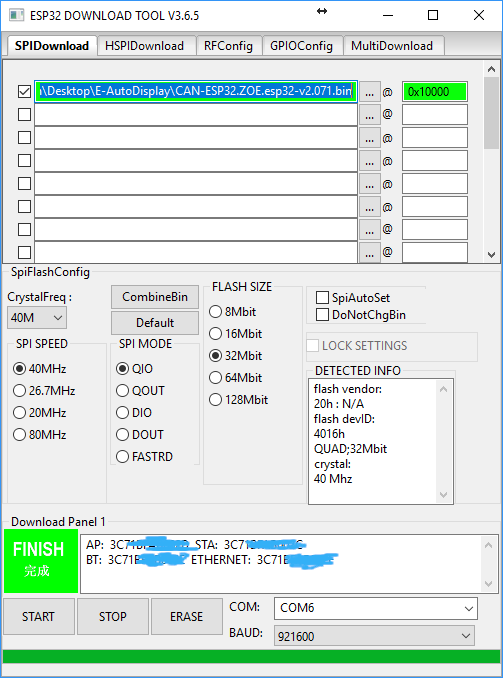 ESP32 DOWNLOAD TOOL V3.6.5
SPIDownload HSPIDownload RFConfig GPIOConfig MultiDownload
.\Desktop\E-AutoDisplay\CAN-ESP32.ZOE.esp32-v2.071.bin ... @ 0x10000
... @
... @
... @
... @
... @
... @
... @
SpiFlashConfig
CrystalFreq :
40M
CombineBin
Default
SPI SPEED
40MHz
26.7MHz
20MHz
80MHz
SPI MODE
QIO
QOUT
DIO
DOUT
FASTRD
FLASH SIZE
8Mbit
16Mbit
32Mbit
64Mbit
128Mbit
SpiAutoSet
DoNotChgBin
LOCK SETTINGS
DETECTED INFO
flash vendor:
20h : N/A
flash devID:
4016h
QUAD;32Mbit
crystal:
40 Mhz
Download Panel 1
FINISH
完成
AP: 3C71 STA: 3C71
BT: 3C71 ETHERNET: 3C71
START STOP ERASE
COM: COM6
BAUD: 921600